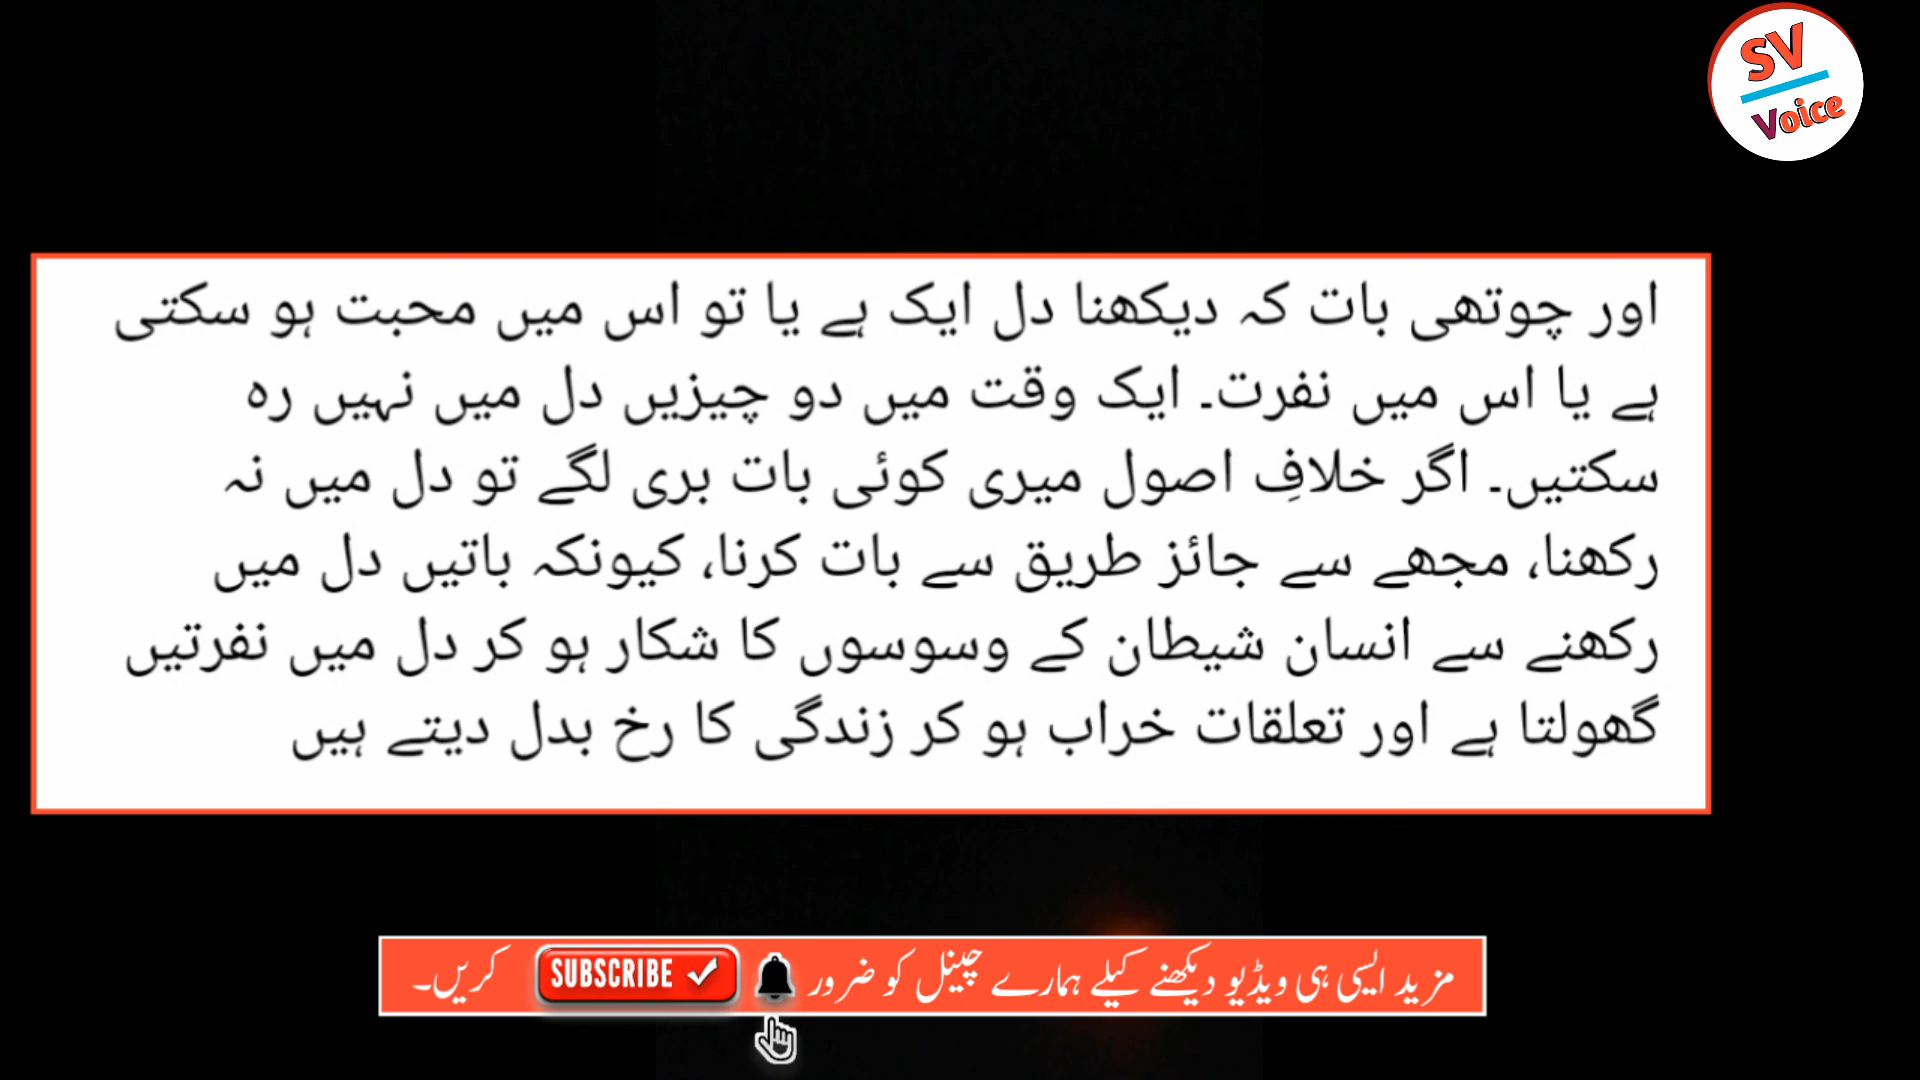 SV
Voice
اور چوتھی بات کہ دیکھنا دل ایک ہے یا تو اس میں محبت ہو سکتی
ہے یا اس میں نفرت۔ ایک وقت میں دو چیزیں دل میں نہیں رہ
سکتیں۔ اگر خلافِ اصول میری کوئی بات بری لگے تو دل میں نہ
رکھنا، مجھے سے جائز طریق سے بات کرنا، کیونکہ باتیں دل میں
رکھنے سے انسان شیطان کے وسوسوں کا شکار ہو کر دل میں نفرتیں
گھولتا ہے اور تعلقات خراب ہو کر زندگی کا رخ بدل دیتے ہیں
مزید ایسی ہی ویڈیو دیکھنے کیلے ہمارے چینل کو ضرور SUBSCRIBE کریں۔